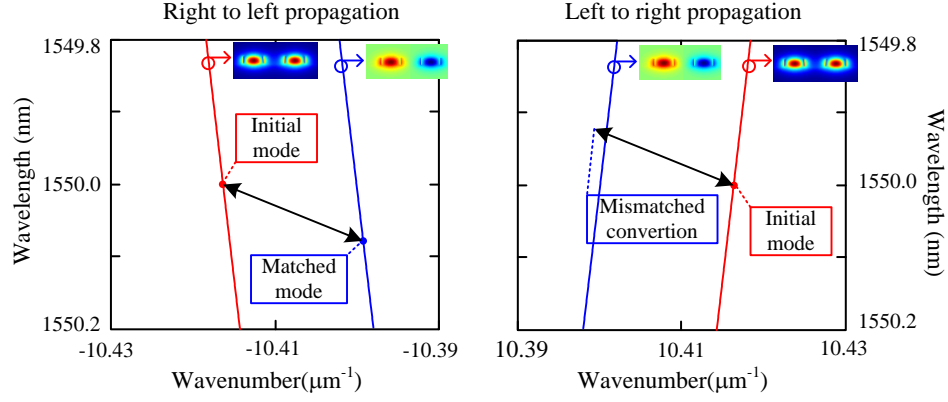 Right to left propagation
Left to right propagation
1549.8
1550.0
1550.2
Wavelength (nm)
Initial
mode
Matched
mode
-10.43
-10.41
-10.39
Wavenumber(μm⁻¹)
Mismatched
convertion
Initial
mode
10.39
10.41
10.43
Wavenumber(μm⁻¹)
1549.8
1550.0
1550.2
Wavelength (nm)